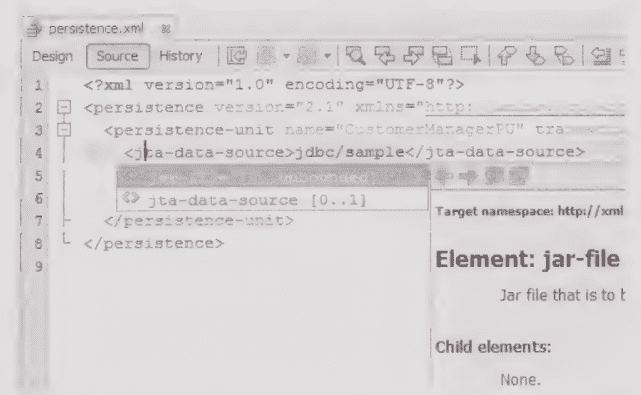 persistence.xml
Design Source History
1 <?xml version="1.0" encoding="UTF-8"?>
2 <persistence version="2.1" xmlns="http:
3 <persistence-unit name="CustomerManagerPU" tra
4 <jta-data-source>jdbc/sample</jta-data-source>
5
6 <> jta-data-source [0..1]
7 </persistence-unit>
8 </persistence>
9
Target namespace: http://xml
Element: jar-file
Jar file that is to b
Child elements:
None.